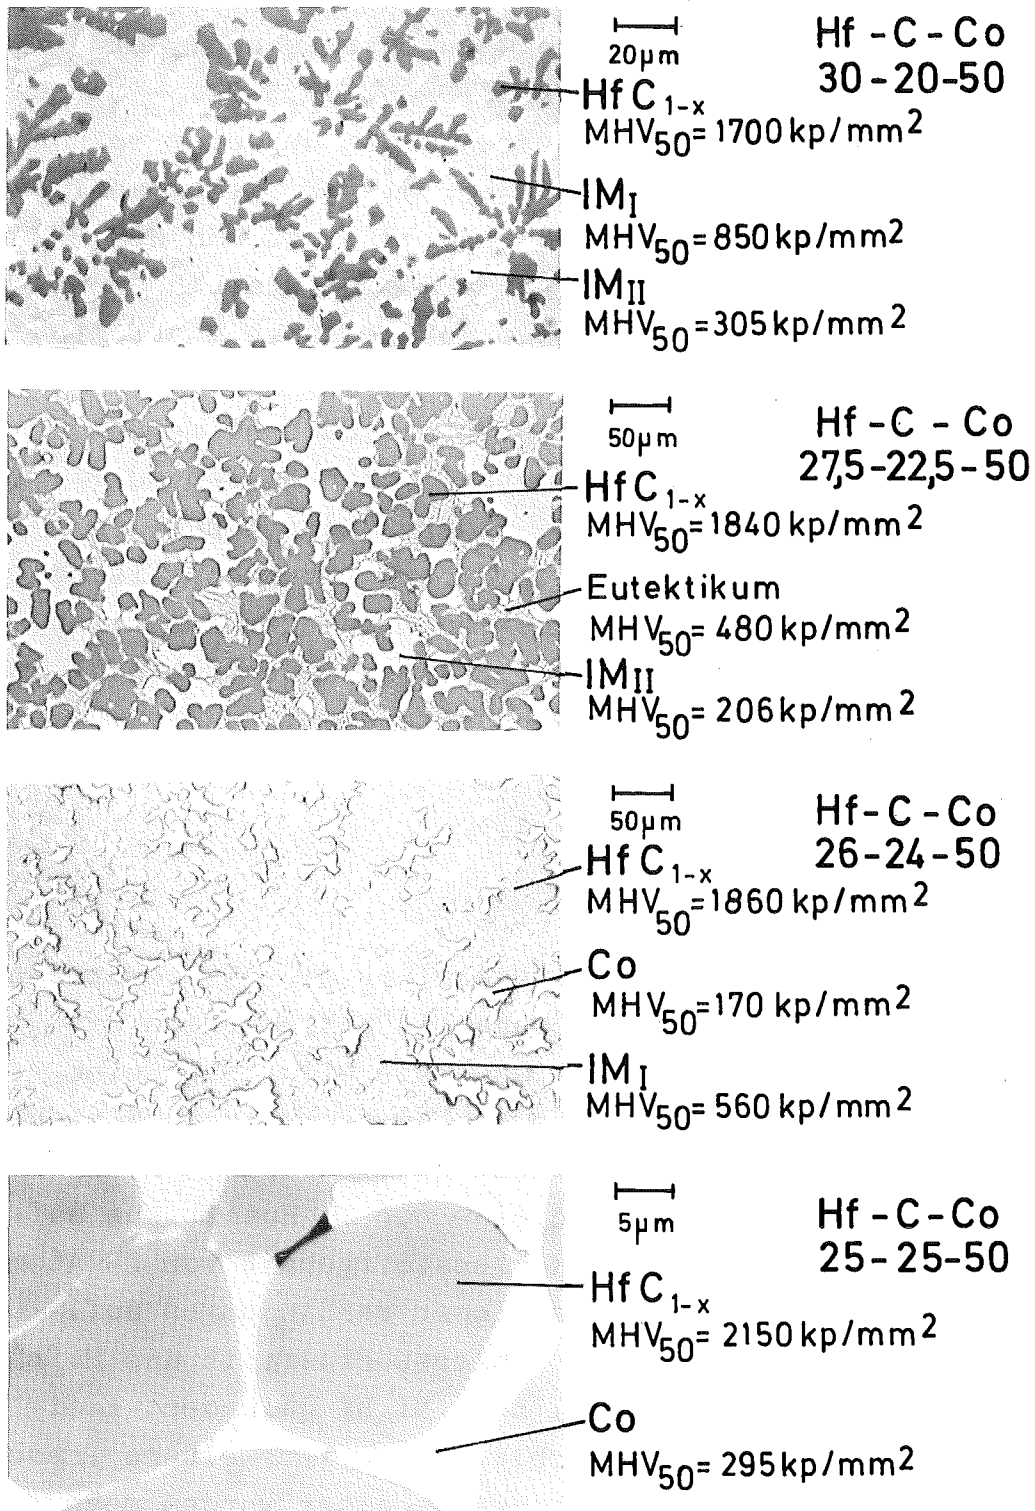 20µm
Hf - C - Co
30 - 20 - 50
HfC1-x
MHV50 = 1700 kp/mm2
IMI
MHV50 = 850 kp/mm2
IMII
MHV50 = 305 kp/mm2
50µm
Hf - C - Co
27,5 - 22,5 - 50
HfC1-x
MHV50 = 1840 kp/mm2
Eutektikum
MHV50 = 480 kp/mm2
IMII
MHV50 = 206 kp/mm2
50µm
Hf - C - Co
26 - 24 - 50
HfC1-x
MHV50 = 1860 kp/mm2
Co
MHV50 = 170 kp/mm2
IMI
MHV50 = 560 kp/mm2
5µm
Hf - C - Co
25 - 25 - 50
HfC1-x
MHV50 = 2150 kp/mm2
Co
MHV50 = 295 kp/mm2